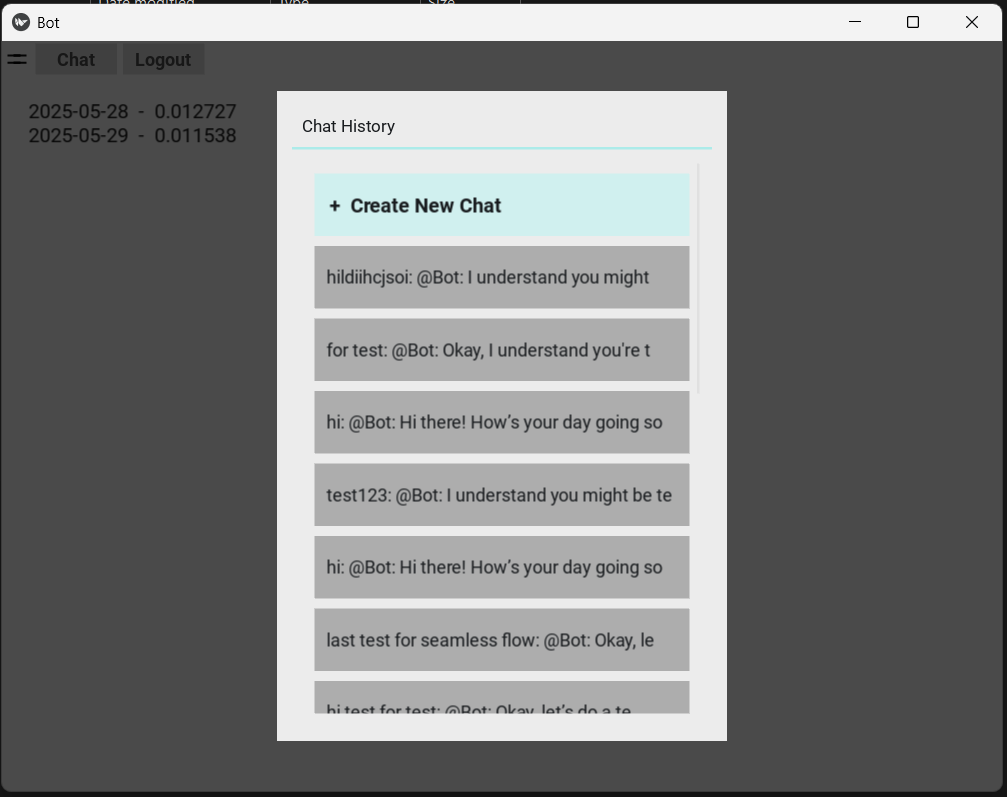 Date modified
Type
Size
Bot
Chat Logout
2025-05-28 - 0.012727
2025-05-29 - 0.011538
Chat History
+ Create New Chat
hildiihcjsoi: @Bot: I understand you might
for test: @Bot: Okay, I understand you're t
hi: @Bot: Hi there! How’s your day going so
test123: @Bot: I understand you might be te
hi: @Bot: Hi there! How’s your day going so
last test for seamless flow: @Bot: Okay, le
hi test for test: @Bot: Okay, let’s do a te